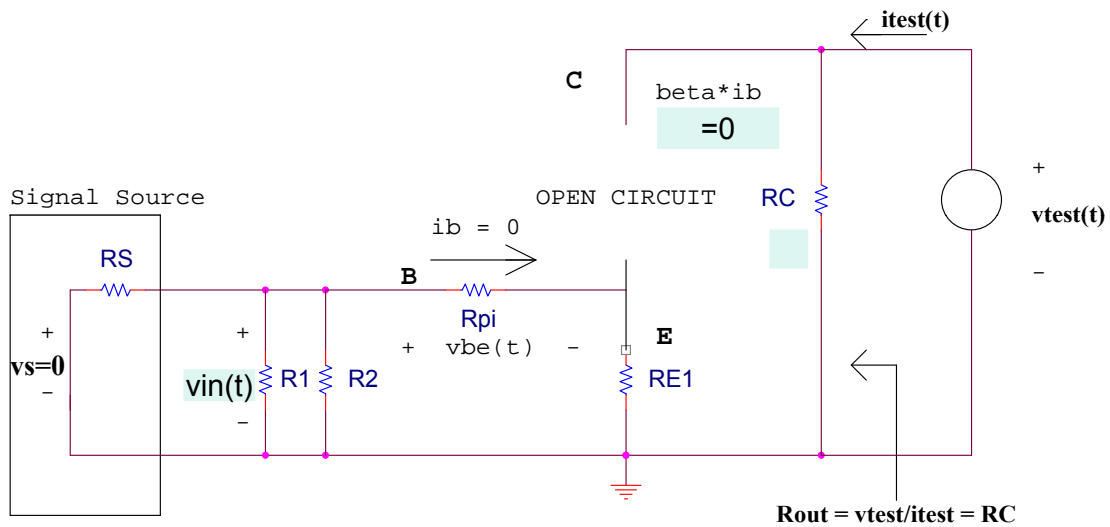 itest(t)
C
beta*ib
=0
+
Signal Source
OPEN CIRCUIT
RC
vtest(t)
ib = 0
RS
B
-
Rpi
E
+
+
+ vbe(t) -
vs=0
vin(t)
R1
R2
RE1
-
-
Rout = vtest/itest = RC